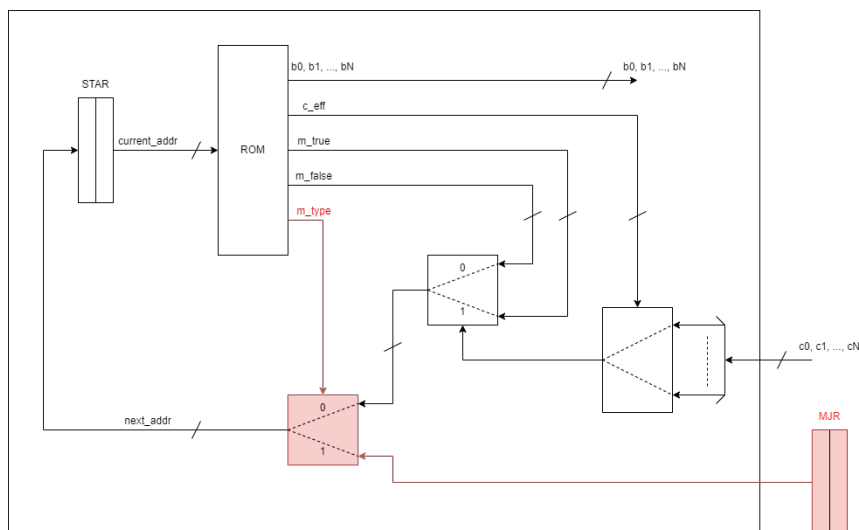 STAR
current_addr
ROM
b0, b1, ..., bN
b0, b1, ..., bN
c_eff
m_true
m_false
m_type
0
1
c0, c1, ..., cN
next_addr
0
1
MJR